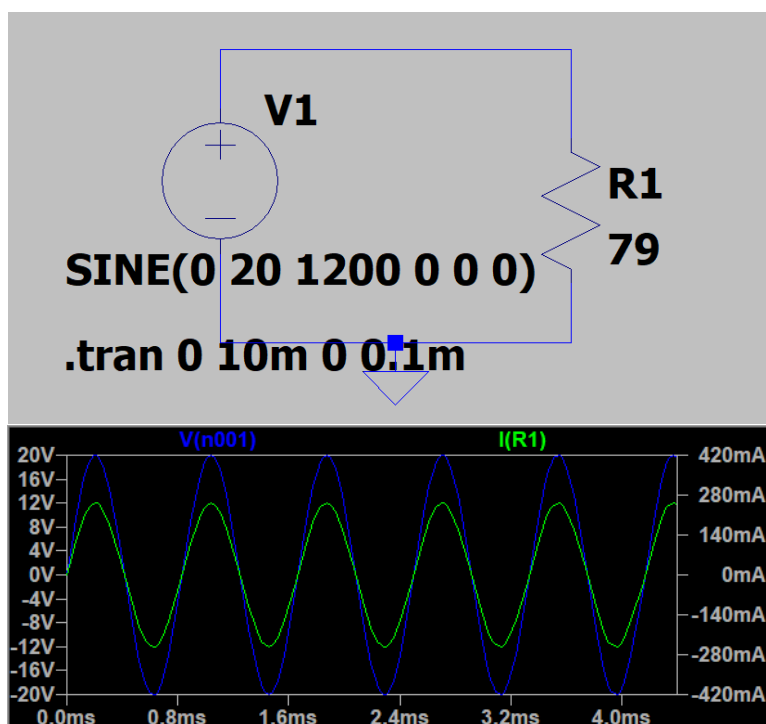 V1
R1
79
SINE(0 20 1200 0 0 0)
.tran 0 10m 0 0.1m
V(n001) I(R1)
20V 420mA
16V
12V 280mA
8V
4V 140mA
0V 0mA
-4V
-8V -140mA
-12V
-16V -280mA
-20V -420mA
0.0ms 0.8ms 1.6ms 2.4ms 3.2ms 4.0ms